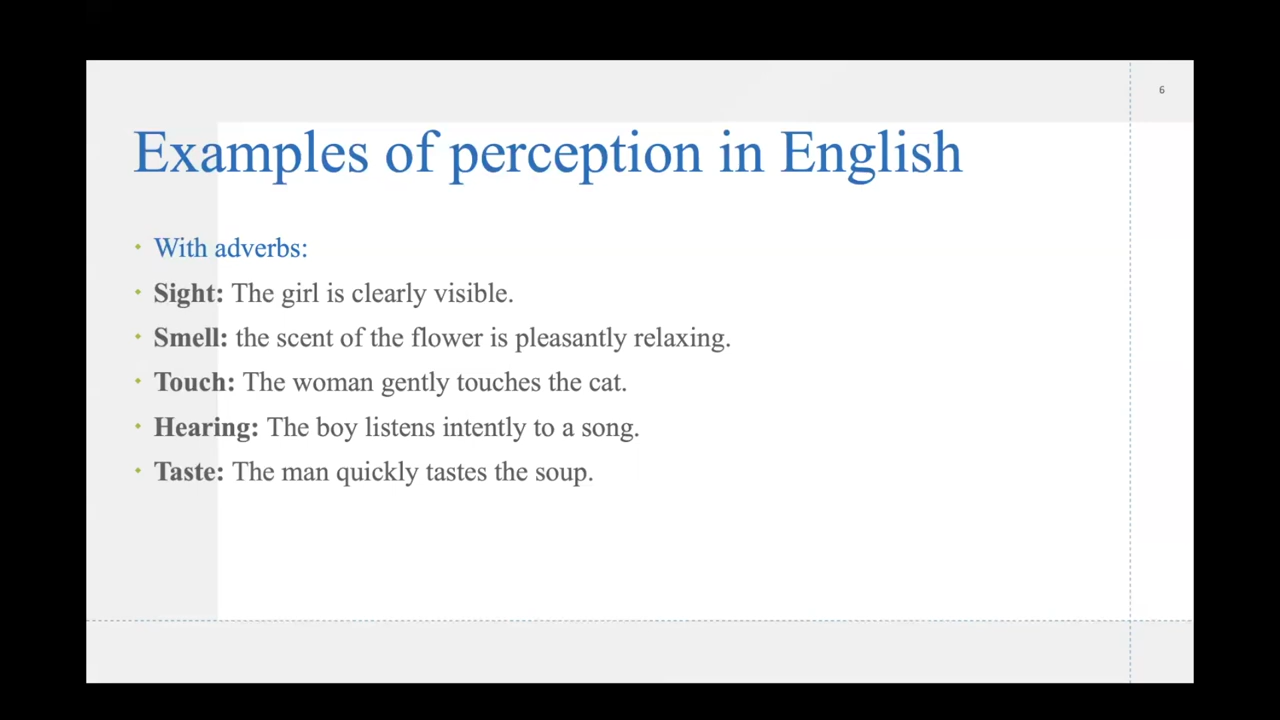 6
Examples of perception in English
With adverbs:
Sight: The girl is clearly visible.
Smell: the scent of the flower is pleasantly relaxing.
Touch: The woman gently touches the cat.
Hearing: The boy listens intently to a song.
Taste: The man quickly tastes the soup.